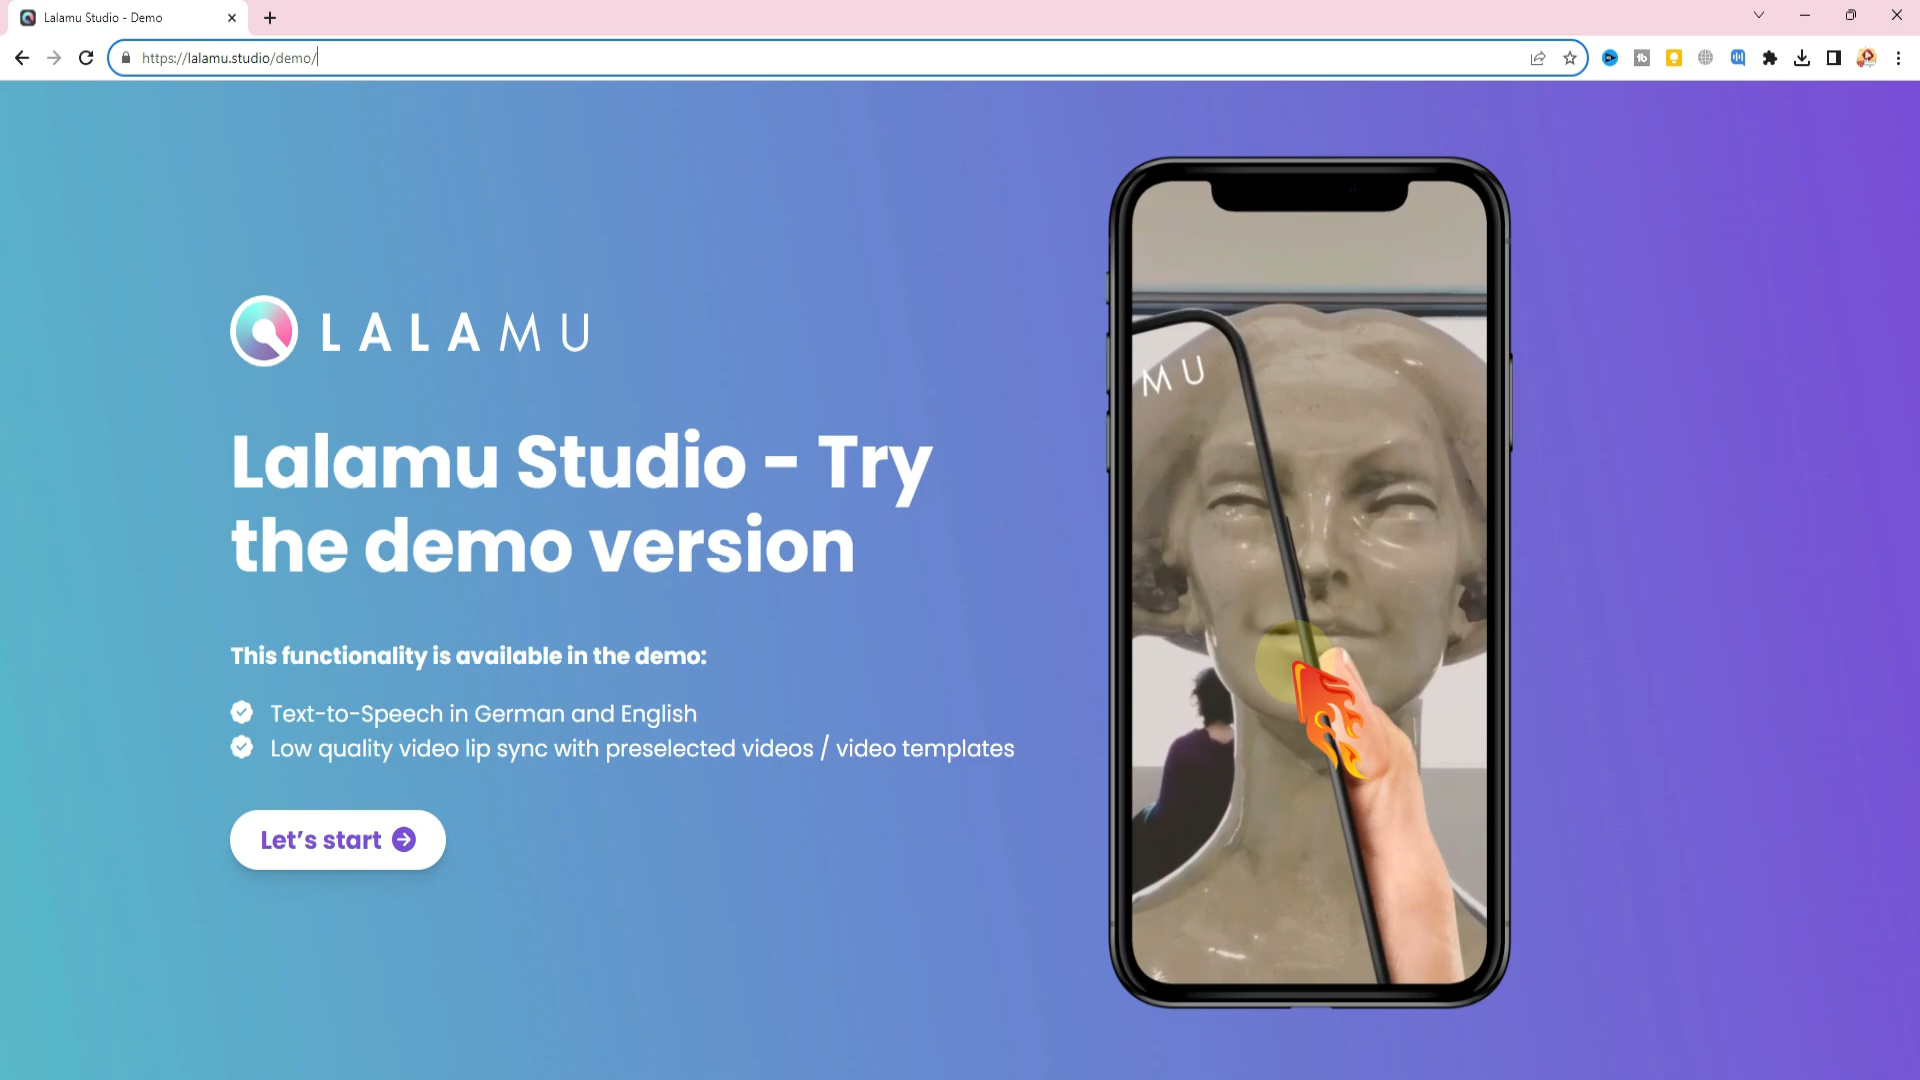 Lalamu Studio - Demo
https://lalamu.studio/demo/
LALAMU
MU
Lalamu Studio - Try
the demo version
This functionality is available in the demo:
Text-to-Speech in German and English
Low quality video lip sync with preselected videos / video templates
Let’s start